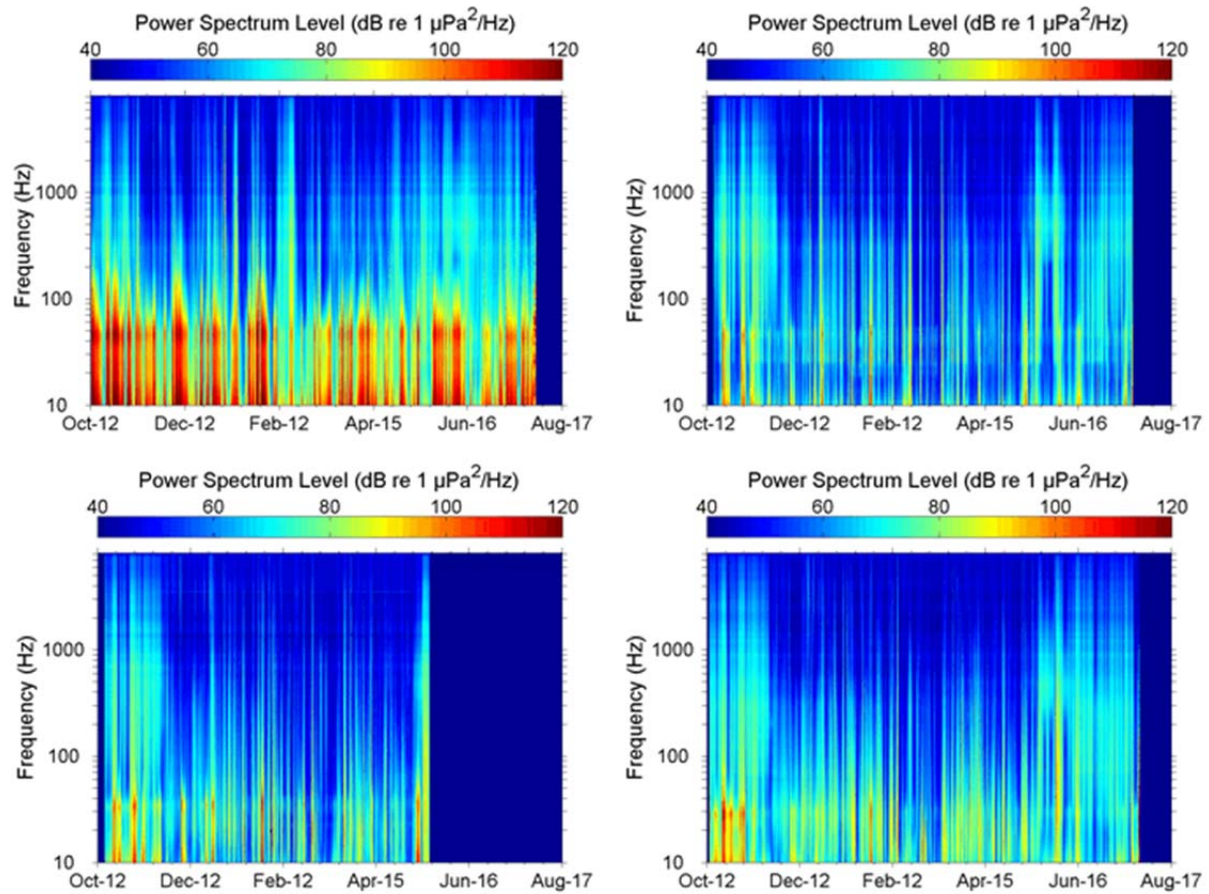 Power Spectrum Level (dB re 1 µPa²/Hz)
40 60 80 100 120
Frequency (Hz)
1000
100
10
Oct-12 Dec-12 Feb-12 Apr-15 Jun-16 Aug-17
Power Spectrum Level (dB re 1 µPa²/Hz)
40 60 80 100 120
Frequency (Hz)
1000
100
10
Oct-12 Dec-12 Feb-12 Apr-15 Jun-16 Aug-17
Power Spectrum Level (dB re 1 µPa²/Hz)
40 60 80 100 120
Frequency (Hz)
1000
100
10
Oct-12 Dec-12 Feb-12 Apr-15 Jun-16 Aug-17
Power Spectrum Level (dB re 1 µPa²/Hz)
40 60 80 100 120
Frequency (Hz)
1000
100
10
Oct-12 Dec-12 Feb-12 Apr-15 Jun-16 Aug-17